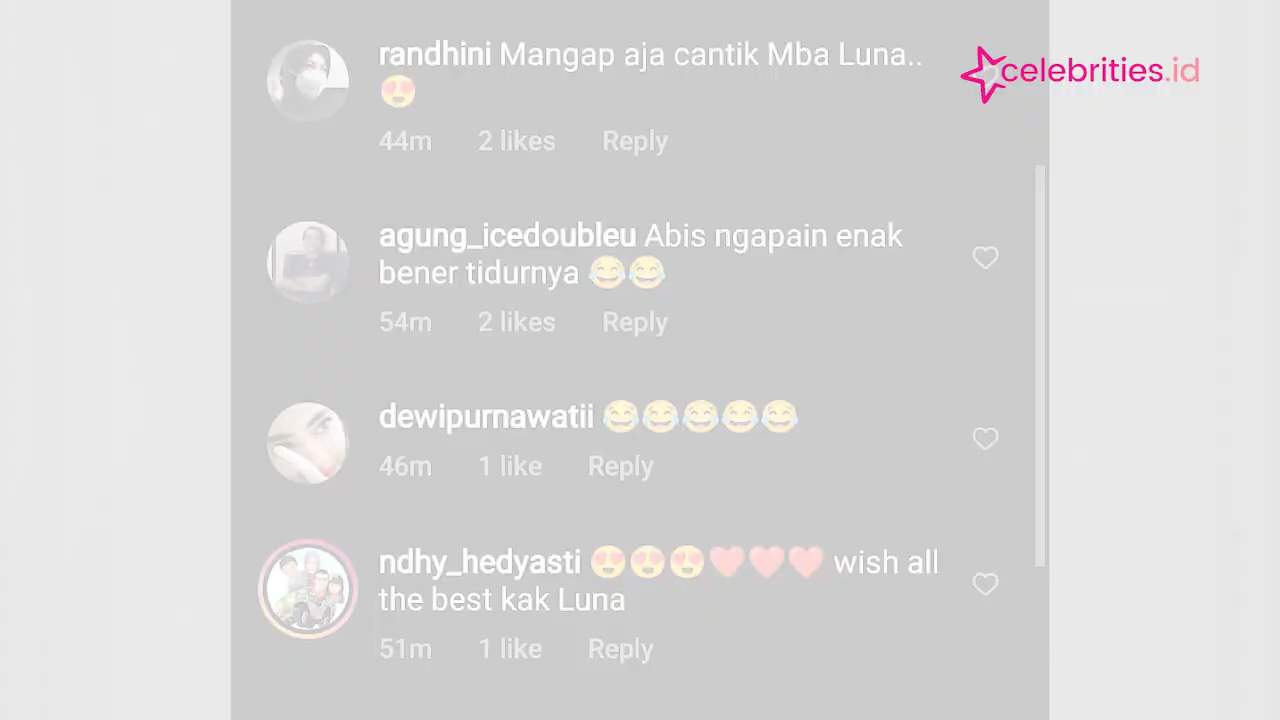 randhini Mangap aja cantik Mba Luna..
😍
44m 2 likes Reply
celebrities.id
agung_icedoubleu Abis ngapain enak
bener tidurnya 😂😂
54m 2 likes Reply
dewipurnawatii 😂😂😂😂😂
46m 1 like Reply
ndhy_hedyasti 😍😍😍❤️❤️❤️ wish all
the best kak Luna
51m 1 like Reply